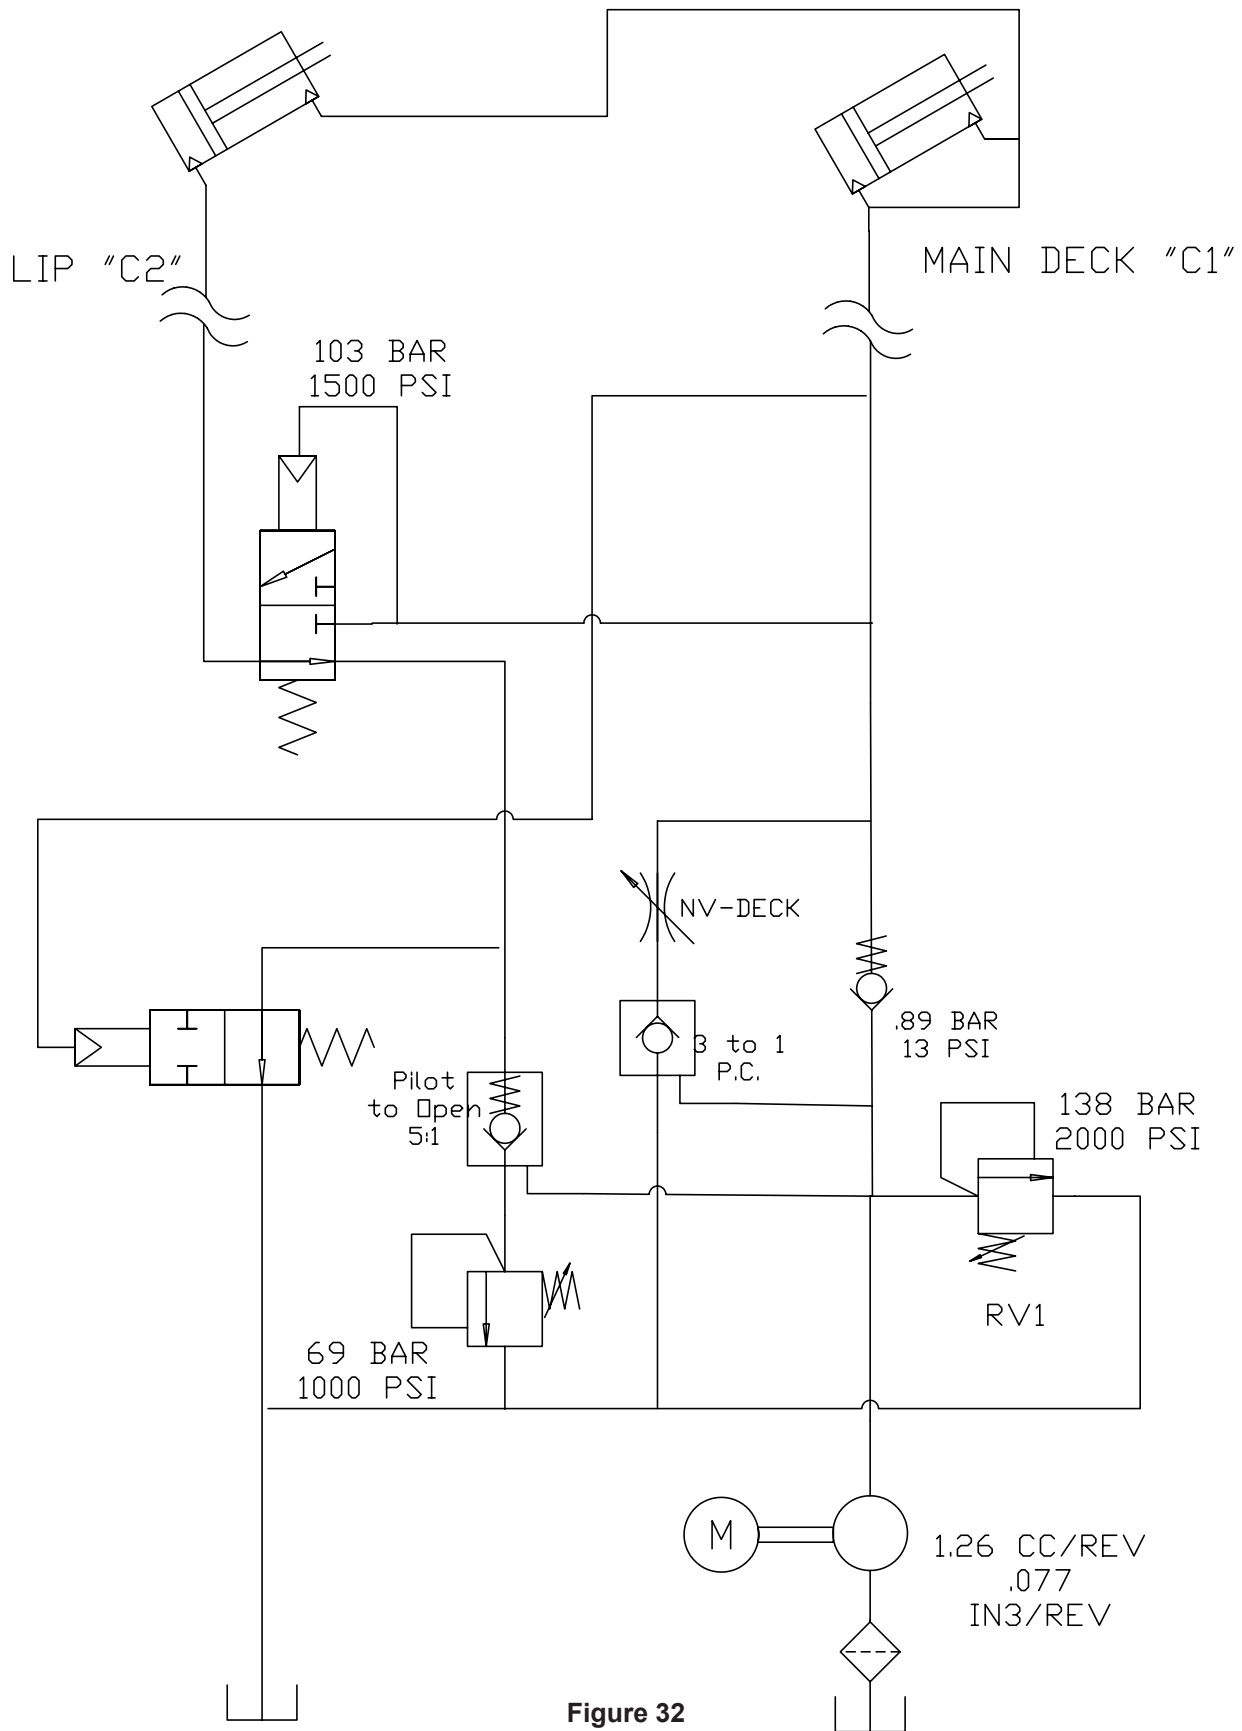 LIP "C2"
MAIN DECK "C1"
103 BAR
1500 PSI
NV-DECK
.89 BAR
13 PSI
3 to 1
P.C.
Pilot
to Open
5:1
138 BAR
2000 PSI
RV1
69 BAR
1000 PSI
M
1.26 CC/REV
.077
IN3/REV
Figure 32